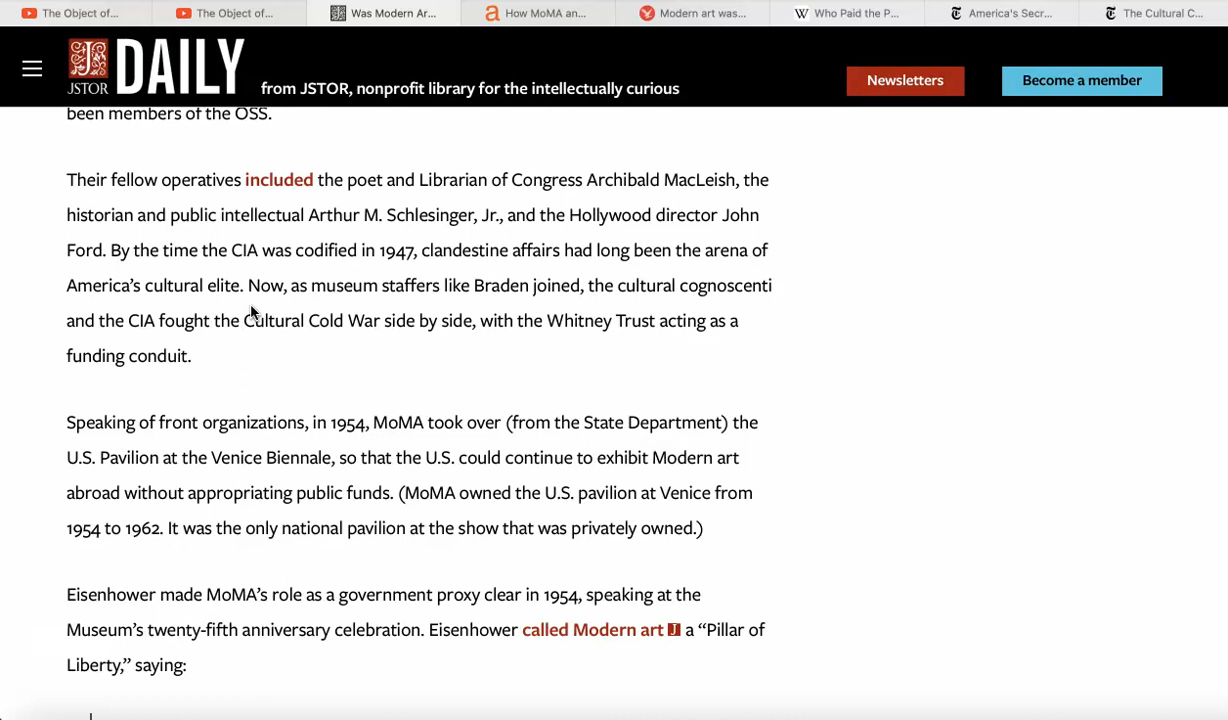 The Object of...
The Object of...
Was Modern Ar...
How MoMA an...
Modern art was...
W Who Paid the P...
America's Secr...
The Cultural C...
J
JSTOR
DAILY
from JSTOR, nonprofit library for the intellectually curious
Newsletters
Become a member
been members of the OSS.
Their fellow operatives included the poet and Librarian of Congress Archibald MacLeish, the
historian and public intellectual Arthur M. Schlesinger, Jr., and the Hollywood director John
Ford. By the time the CIA was codified in 1947, clandestine affairs had long been the arena of
America’s cultural elite. Now, as museum staffers like Braden joined, the cultural cognoscenti
and the CIA fought the Cultural Cold War side by side, with the Whitney Trust acting as a
funding conduit.
Speaking of front organizations, in 1954, MoMA took over (from the State Department) the
U.S. Pavilion at the Venice Biennale, so that the U.S. could continue to exhibit Modern art
abroad without appropriating public funds. (MoMA owned the U.S. pavilion at Venice from
1954 to 1962. It was the only national pavilion at the show that was privately owned.)
Eisenhower made MoMA’s role as a government proxy clear in 1954, speaking at the
Museum’s twenty-fifth anniversary celebration. Eisenhower called Modern art J a “Pillar of
Liberty,” saying: